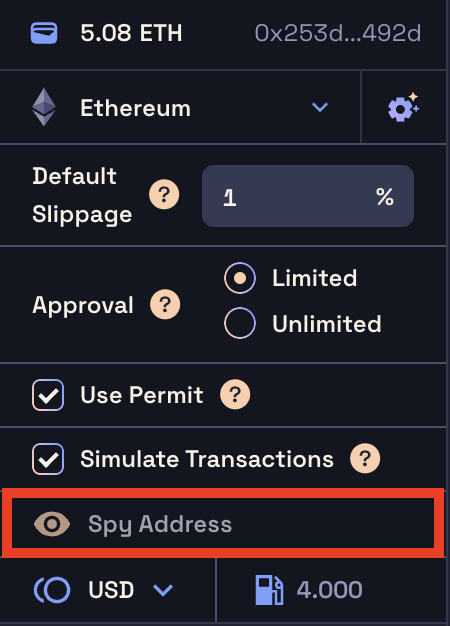 5.08 ETH 0x253d...492d
Ethereum
Default
Slippage ? 1 %
Limited
Approval ?
Unlimited
Use Permit ?
Simulate Transactions ?
Spy Address
USD 4.000